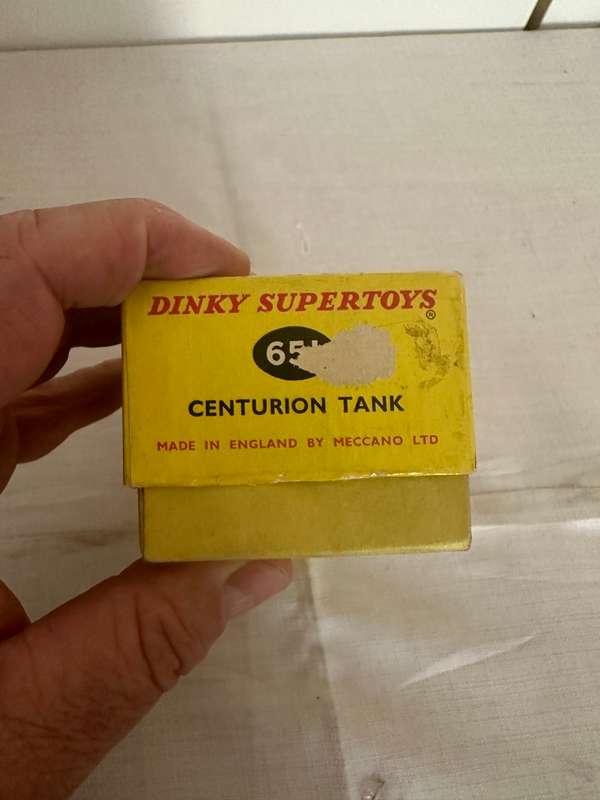 DINKY SUPERTOYS
®
65
CENTURION TANK
MADE IN ENGLAND BY MECCANO LTD